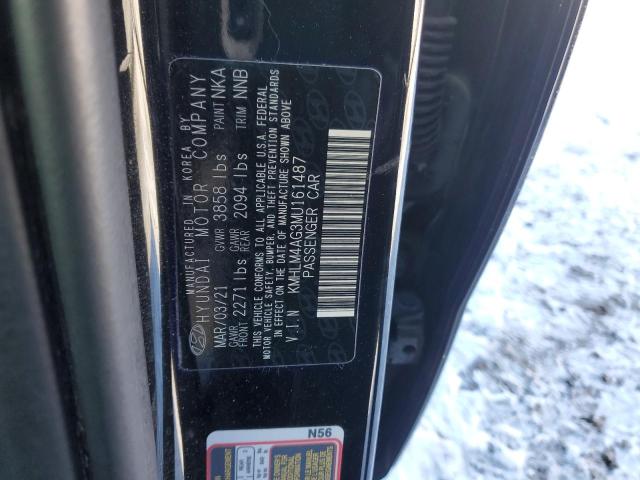 MANUFACTURED IN KOREA BY
HYUNDAI MOTOR COMPANY
MAR/03/21 GVWR 3858 lbs PAINT NKA
GAWR FRONT 2271 lbs GAWR REAR 2094 lbs TRIM NNB
THIS VEHICLE CONFORMS TO ALL APPLICABLE U.S.A. FEDERAL
MOTOR VEHICLE SAFETY, BUMPER, AND THEFT PREVENTION STANDARDS
IN EFFECT ON THE DATE OF MANUFACTURE SHOWN ABOVE
V.I.N KMHLM4AG3MU161487
PASSENGER CAR
N56